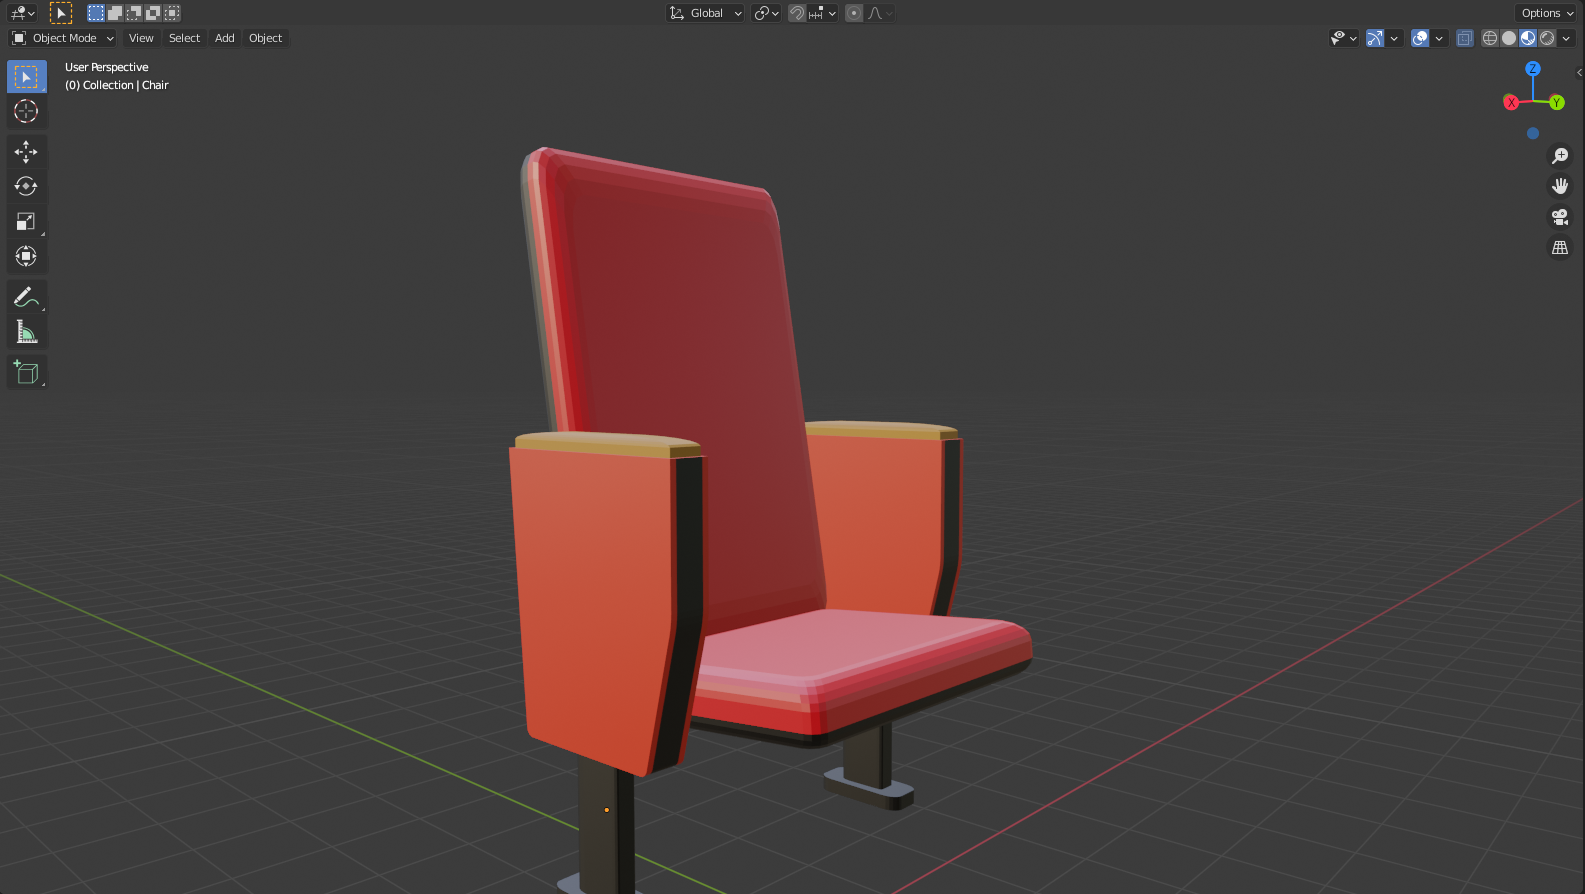 Global
Options
Object Mode View Select Add Object
User Perspective
(0) Collection | Chair
Z
X
Y